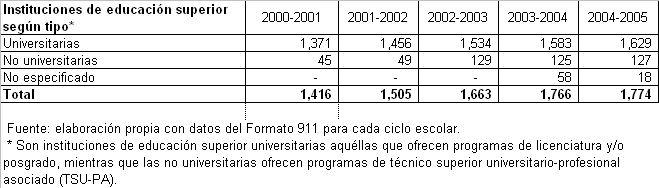 Instituciones de educación superior
según tipo* 2000-2001 2001-2002 2002-2003 2003-2004 2004-2005
Universitarias 1,371 1,456 1,534 1,583 1,629
No universitarias 45 49 129 125 127
No especificado - - - 58 18
Total 1,416 1,505 1,663 1,766 1,774
Fuente: elaboración propia con datos del Formato 911 para cada ciclo escolar.
* Son instituciones de educación superior universitarias aquéllas que ofrecen programas de licenciatura y/o
posgrado, mientras que las no universitarias ofrecen programas de técnico superior universitario-profesional
asociado (TSU-PA).